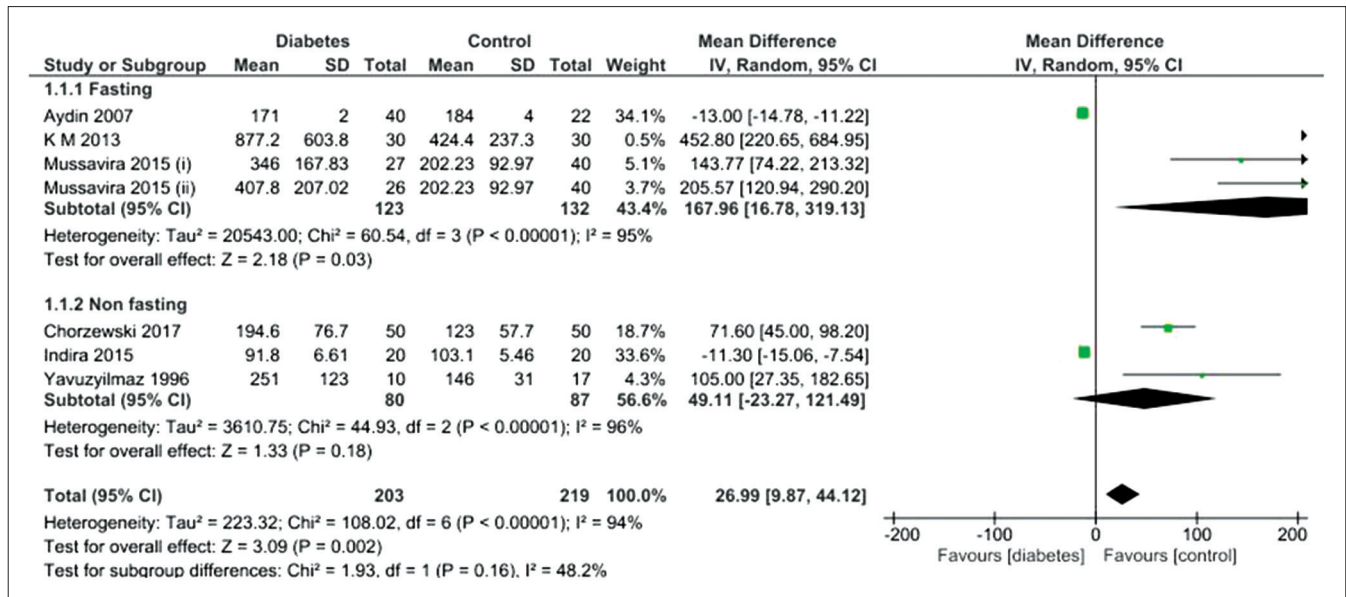 Diabetes Control Mean Difference Mean Difference
Study or Subgroup Mean SD Total Mean SD Total Weight IV, Random, 95% CI IV, Random, 95% CI
1.1.1 Fasting
Aydin 2007 171 2 40 184 4 22 34.1% -13.00 [-14.78, -11.22]
K M 2013 877.2 603.8 30 424.4 237.3 30 0.5% 452.80 [220.65, 684.95]
Mussavira 2015 (i) 346 167.83 27 202.23 92.97 40 5.1% 143.77 [74.22, 213.32]
Mussavira 2015 (ii) 407.8 207.02 26 202.23 92.97 40 3.7% 205.57 [120.94, 290.20]
Subtotal (95% CI) 123 132 43.4% 167.96 [16.78, 319.13]
Heterogeneity: Tau² = 20543.00; Chi² = 60.54, df = 3 (P < 0.00001); I² = 95%
Test for overall effect: Z = 2.18 (P = 0.03)
1.1.2 Non fasting
Chorzewski 2017 194.6 76.7 50 123 57.7 50 18.7% 71.60 [45.00, 98.20]
Indira 2015 91.8 6.61 20 103.1 5.46 20 33.6% -11.30 [-15.06, -7.54]
Yavuzyilmaz 1996 251 123 10 146 31 17 4.3% 105.00 [27.35, 182.65]
Subtotal (95% CI) 80 87 56.6% 49.11 [-23.27, 121.49]
Heterogeneity: Tau² = 3610.75; Chi² = 44.93, df = 2 (P < 0.00001); I² = 96%
Test for overall effect: Z = 1.33 (P = 0.18)
Total (95% CI) 203 219 100.0% 26.99 [9.87, 44.12]
Heterogeneity: Tau² = 223.32; Chi² = 108.02, df = 6 (P < 0.00001); I² = 94%
Test for overall effect: Z = 3.09 (P = 0.002)
Test for subgroup differences: Chi² = 1.93, df = 1 (P = 0.16), I² = 48.2%
-200 -100 0 100 200
Favours [diabetes] Favours [control]